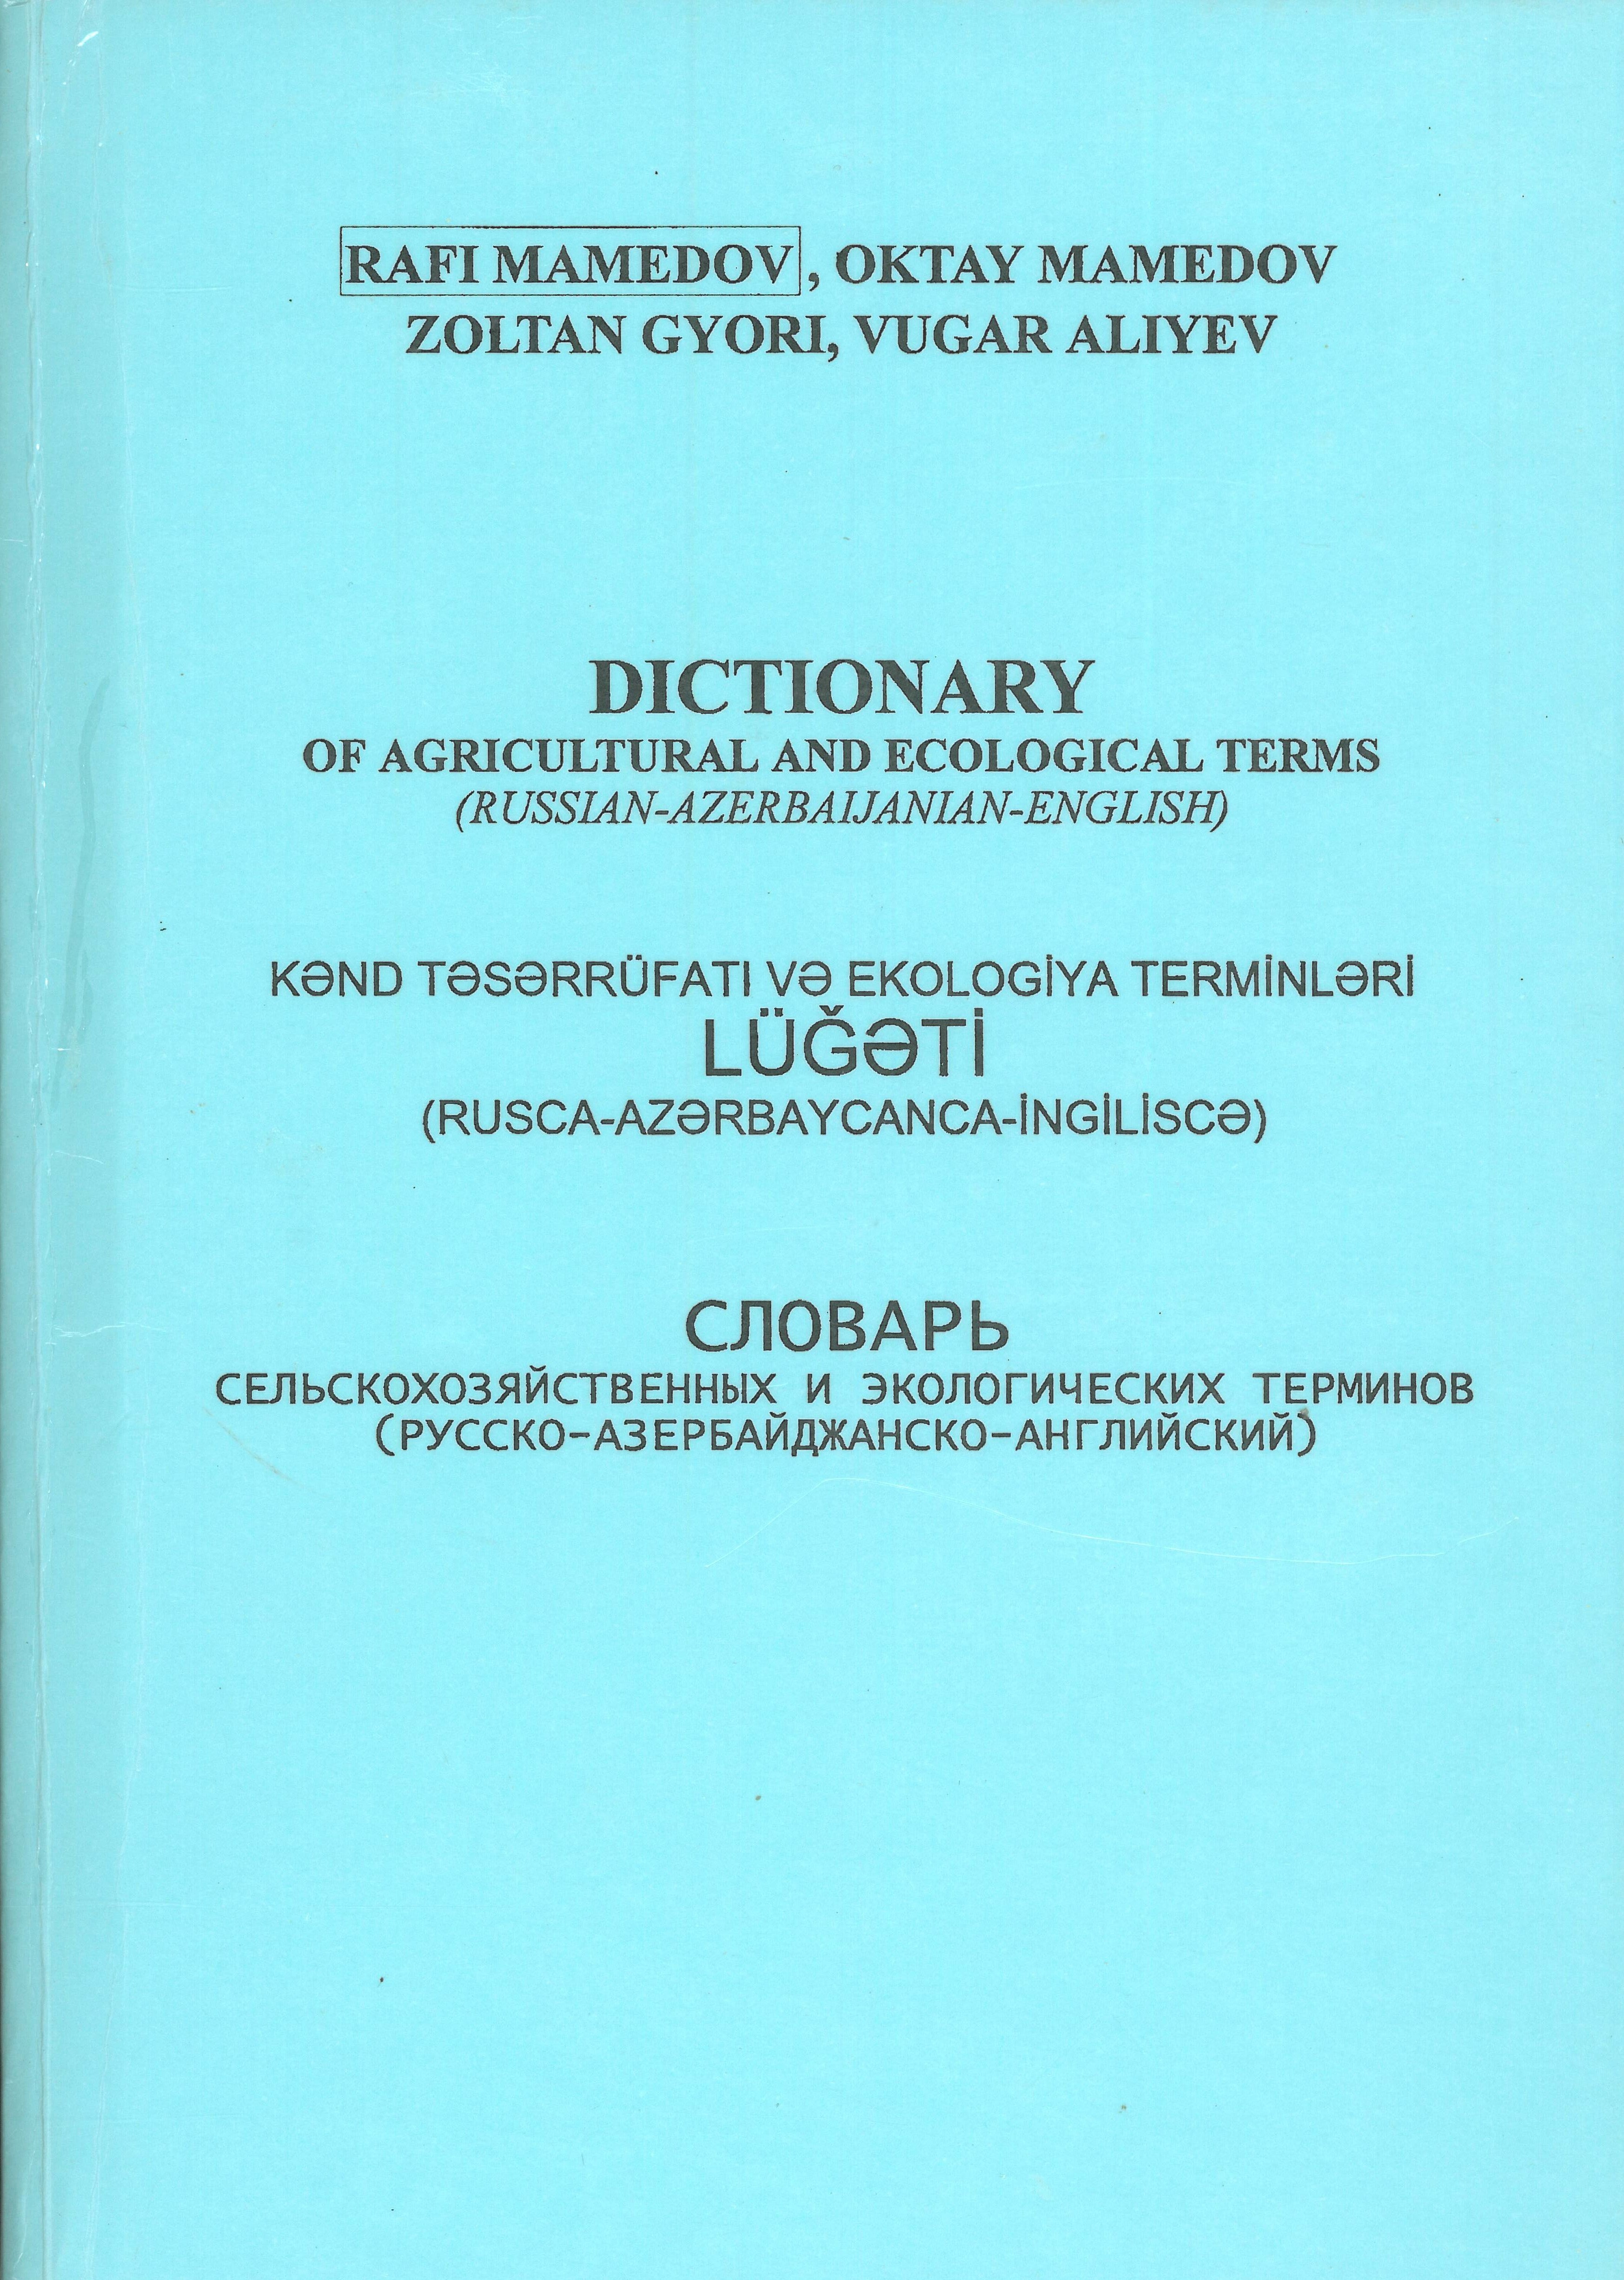 RAFI MAMEDOV, OKTAY MAMEDOV
ZOLTAN GYORI, VUGAR ALIYEV
DICTIONARY
OF AGRICULTURAL AND ECOLOGICAL TERMS
(RUSSIAN-AZERBAIJANIAN-ENGLISH)
KƏND TƏSƏRRÜFATI VƏ EKOLOGİYA TERMİNLƏRİ
LÜĞƏTİ
(RUSCA-AZƏRBAYCANCA-İNGİLİSCƏ)
СЛОВАРЬ
СЕЛЬСКОХОЗЯЙСТВЕННЫХ И ЭКОЛОГИЧЕСКИХ ТЕРМИНОВ
(РУССКО-АЗЕРБАЙДЖАНСКО-АНГЛИЙСКИЙ)